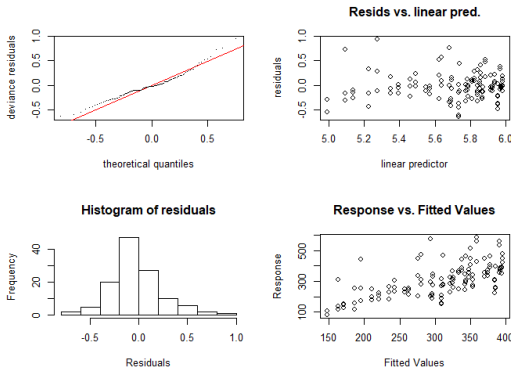 deviance residuals
-0.5 0.0 0.5 1.0
-0.5 0.0 0.5
theoretical quantiles
Resids vs. linear pred.
residuals
-0.5 0.0 0.5 1.0
5.0 5.2 5.4 5.6 5.8 6.0
linear predictor
Histogram of residuals
Frequency
0 20 40
-0.5 0.0 0.5 1.0
Residuals
Response vs. Fitted Values
Response
100 300 500
150 200 250 300 350 400
Fitted Values